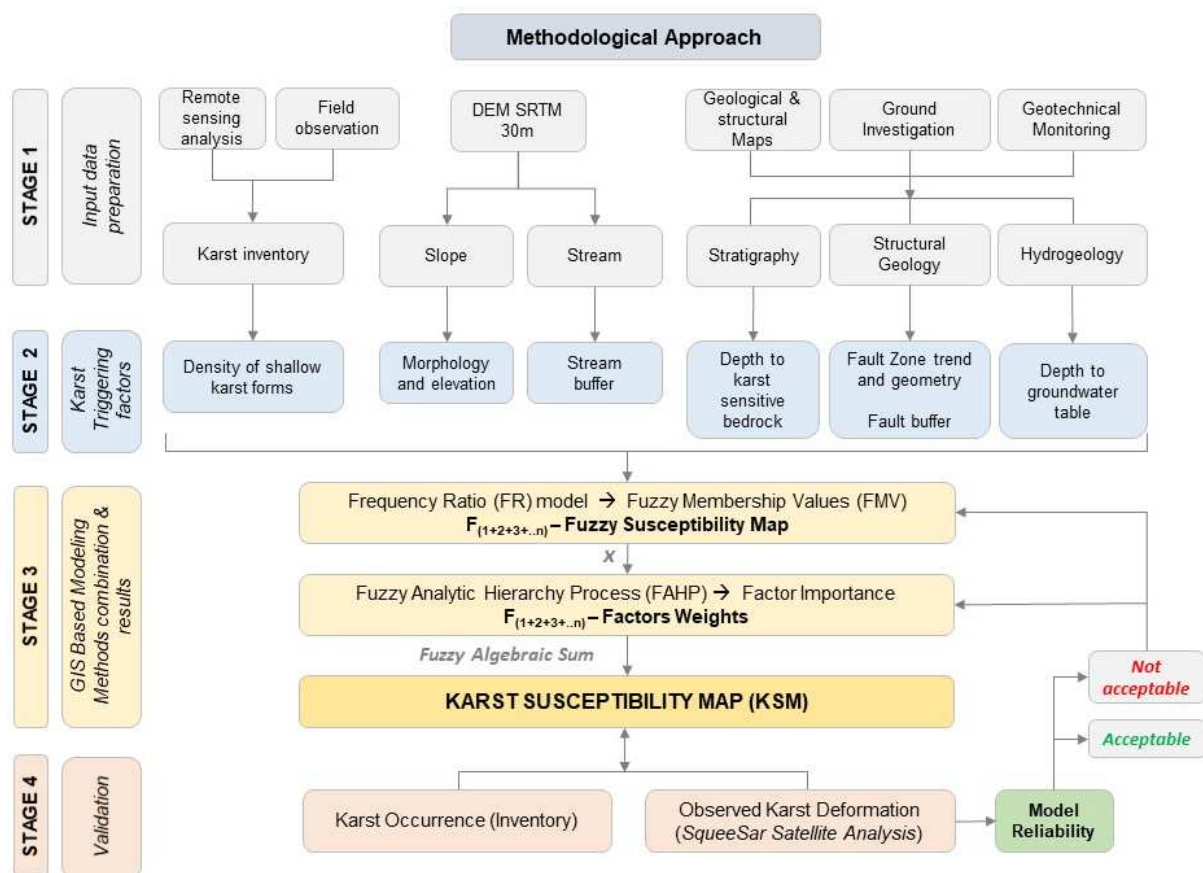 Methodological Approach
STAGE 1
Input data
preparation
Remote
sensing
analysis
Field
observation
DEM SRTM
30m
Geological &
structural
Maps
Ground
Investigation
Geotechnical
Monitoring
Karst inventory
Slope
Stream
Stratigraphy
Structural
Geology
Hydrogeology
STAGE 2
Karst
Triggering
factors
Density of shallow
karst forms
Morphology
and elevation
Stream
buffer
Depth to
karst
sensitive
bedrock
Fault Zone trend
and geometry
Fault buffer
Depth to
groundwater
table
STAGE 3
GIS Based Modeling
Methods combination &
results
Frequency Ratio (FR) model → Fuzzy Membership Values (FMV)
F(1+2+3+..n) – Fuzzy Susceptibility Map
X
Fuzzy Analytic Hierarchy Process (FAHP) → Factor Importance
F(1+2+3+..n) – Factors Weights
Fuzzy Algebraic Sum
KARST SUSCEPTIBILITY MAP (KSM)
Not
acceptable
Acceptable
STAGE 4
Validation
Karst Occurrence (Inventory)
Observed Karst Deformation
(SqueeSar Satellite Analysis)
Model
Reliability